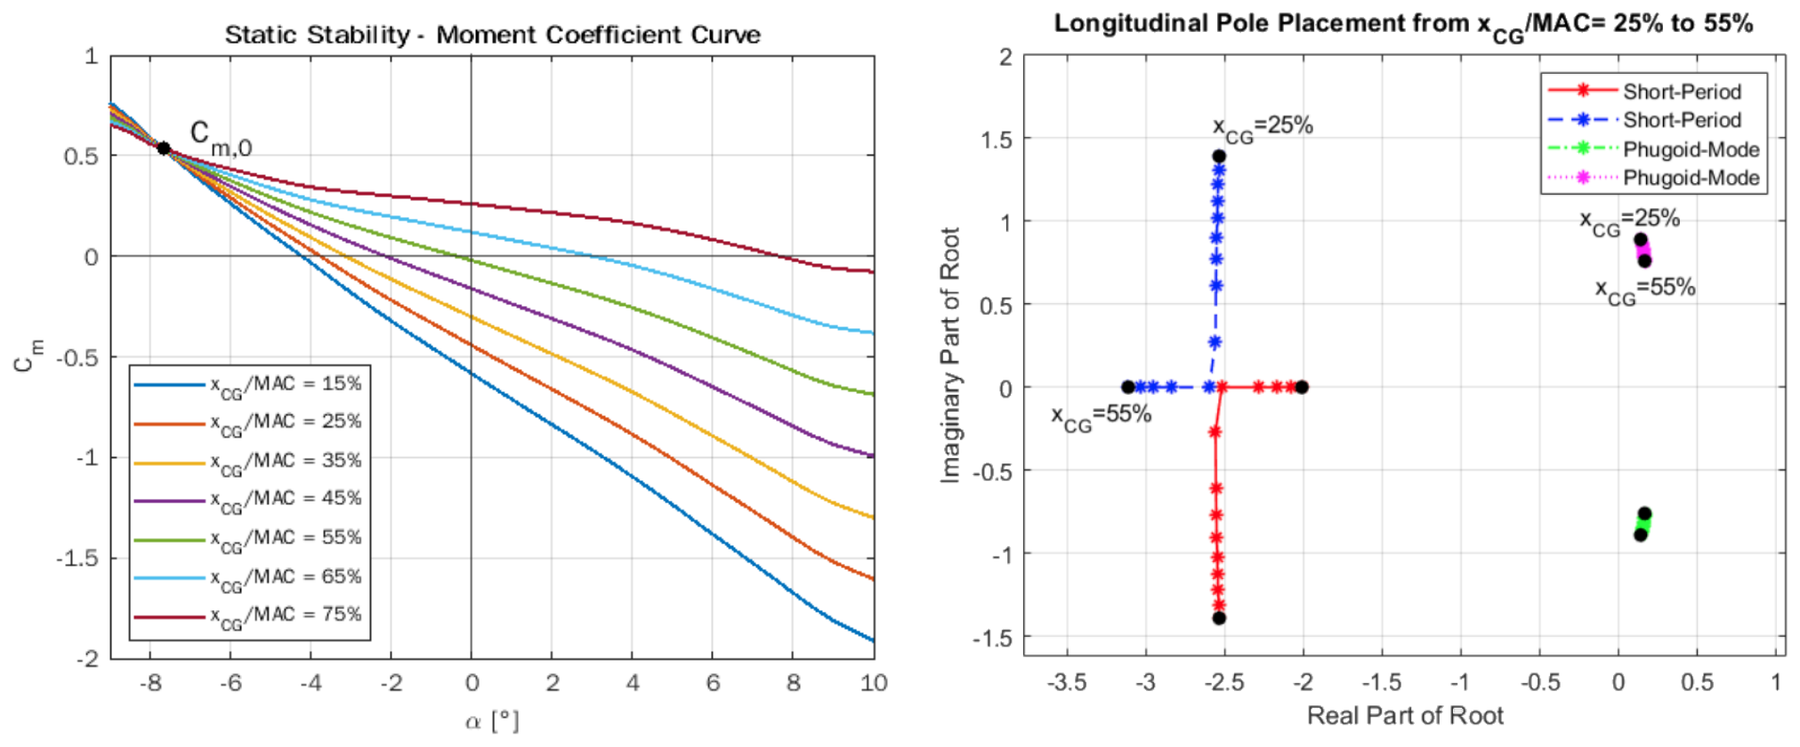 Static Stability - Moment Coefficient Curve
C_m,0
1
0.5
0
-0.5
-1
-1.5
-2
C_m
x_CG/MAC = 15%
x_CG/MAC = 25%
x_CG/MAC = 35%
x_CG/MAC = 45%
x_CG/MAC = 55%
x_CG/MAC = 65%
x_CG/MAC = 75%
-8 -6 -4 -2 0 2 4 6 8 10
α [°]
Longitudinal Pole Placement from x_CG/MAC= 25% to 55%
2
1.5
1
0.5
0
-0.5
-1
-1.5
Imaginary Part of Root
Short-Period
Short-Period
Phugoid-Mode
Phugoid-Mode
x_CG=25%
x_CG=25%
x_CG=55%
x_CG=55%
-3.5 -3 -2.5 -2 -1.5 -1 -0.5 0 0.5 1
Real Part of Root